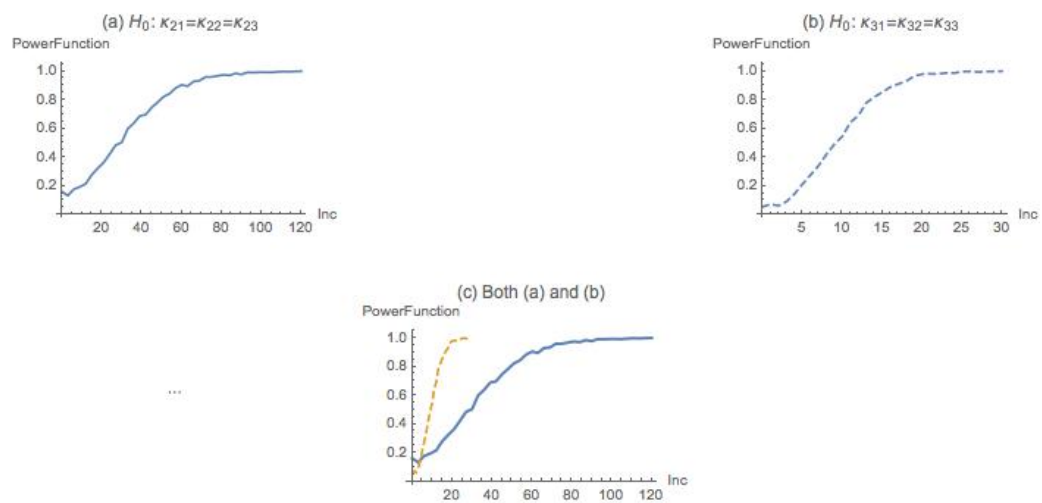 (a) H₀: κ₂₁=κ₂₂=κ₂₃
PowerFunction
1.0
0.8
0.6
0.4
0.2
20 40 60 80 100 120
Inc
(b) H₀: κ₃₁=κ₃₂=κ₃₃
PowerFunction
1.0
0.8
0.6
0.4
0.2
5 10 15 20 25 30
Inc
...
(c) Both (a) and (b)
PowerFunction
1.0
0.8
0.6
0.4
0.2
20 40 60 80 100 120
Inc